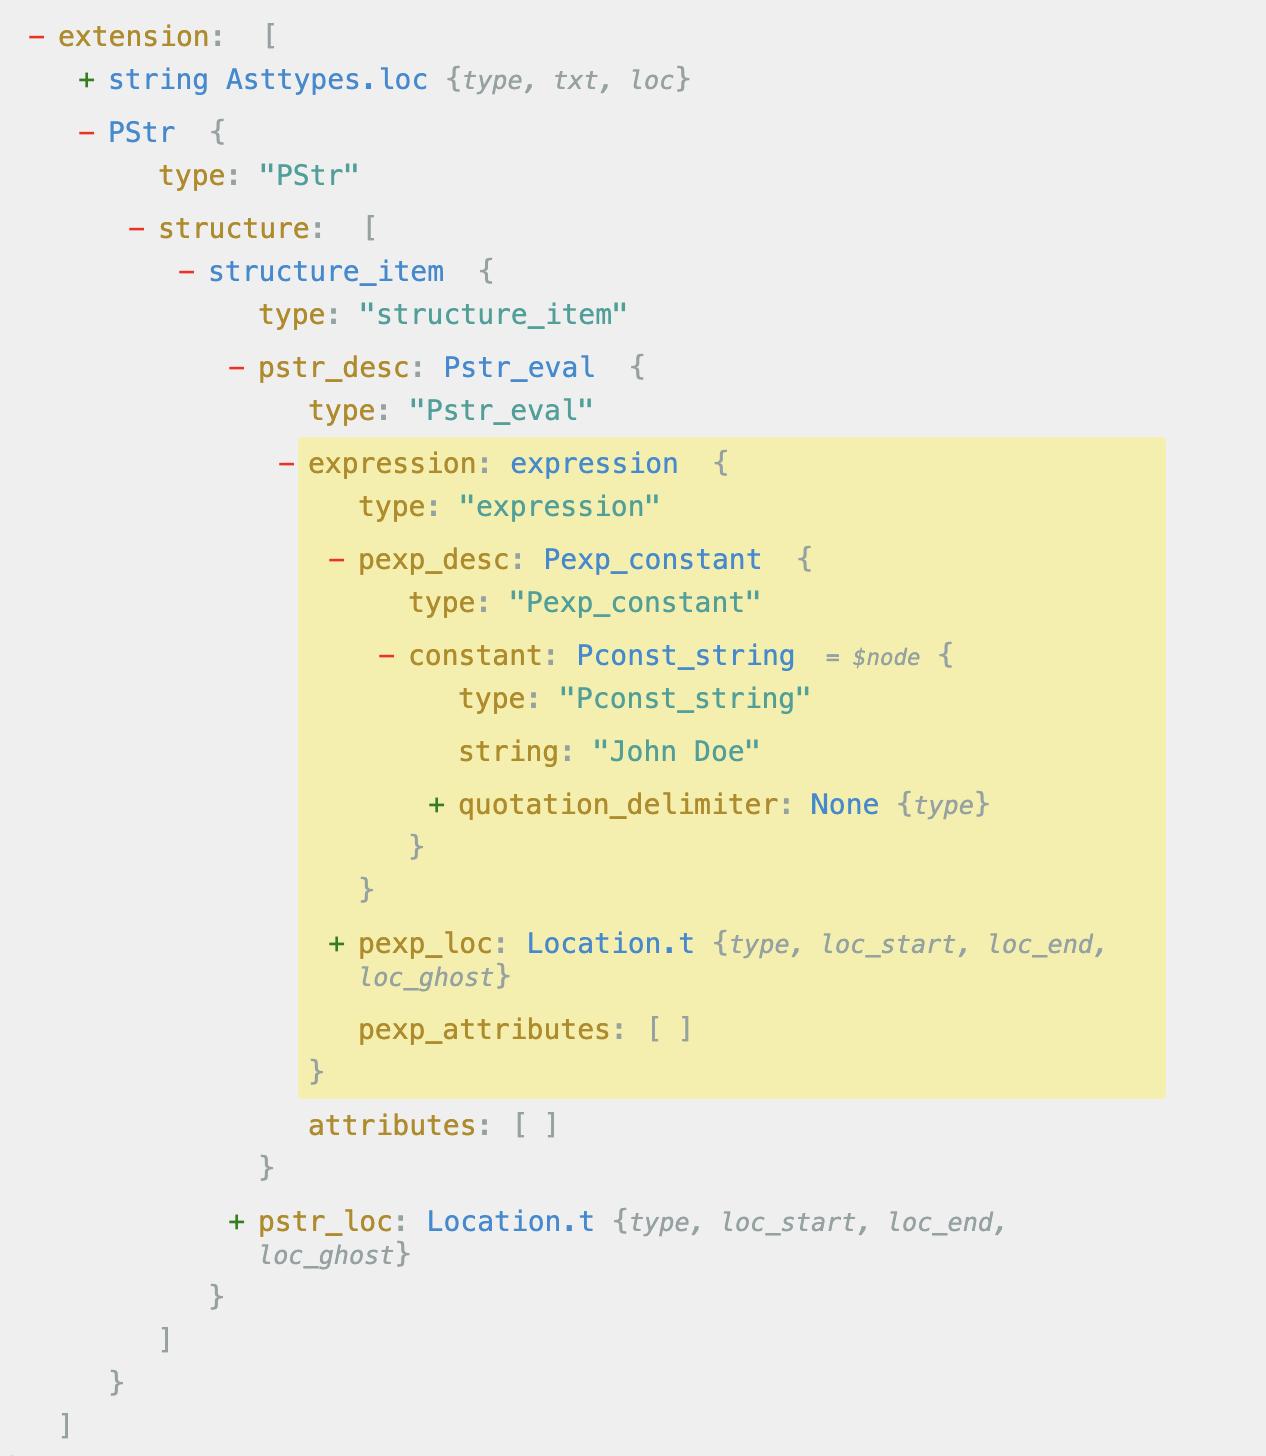 − extension: [
+ string Asttypes.loc {type, txt, loc}
− PStr {
type: "PStr"
− structure: [
− structure_item {
type: "structure_item"
− pstr_desc: Pstr_eval {
type: "Pstr_eval"
− expression: expression {
type: "expression"
− pexp_desc: Pexp_constant {
type: "Pexp_constant"
− constant: Pconst_string = $node {
type: "Pconst_string"
string: "John Doe"
+ quotation_delimiter: None {type}
}
}
+ pexp_loc: Location.t {type, loc_start, loc_end,
loc_ghost}
pexp_attributes: [ ]
}
attributes: [ ]
}
+ pstr_loc: Location.t {type, loc_start, loc_end,
loc_ghost}
}
]
}
]